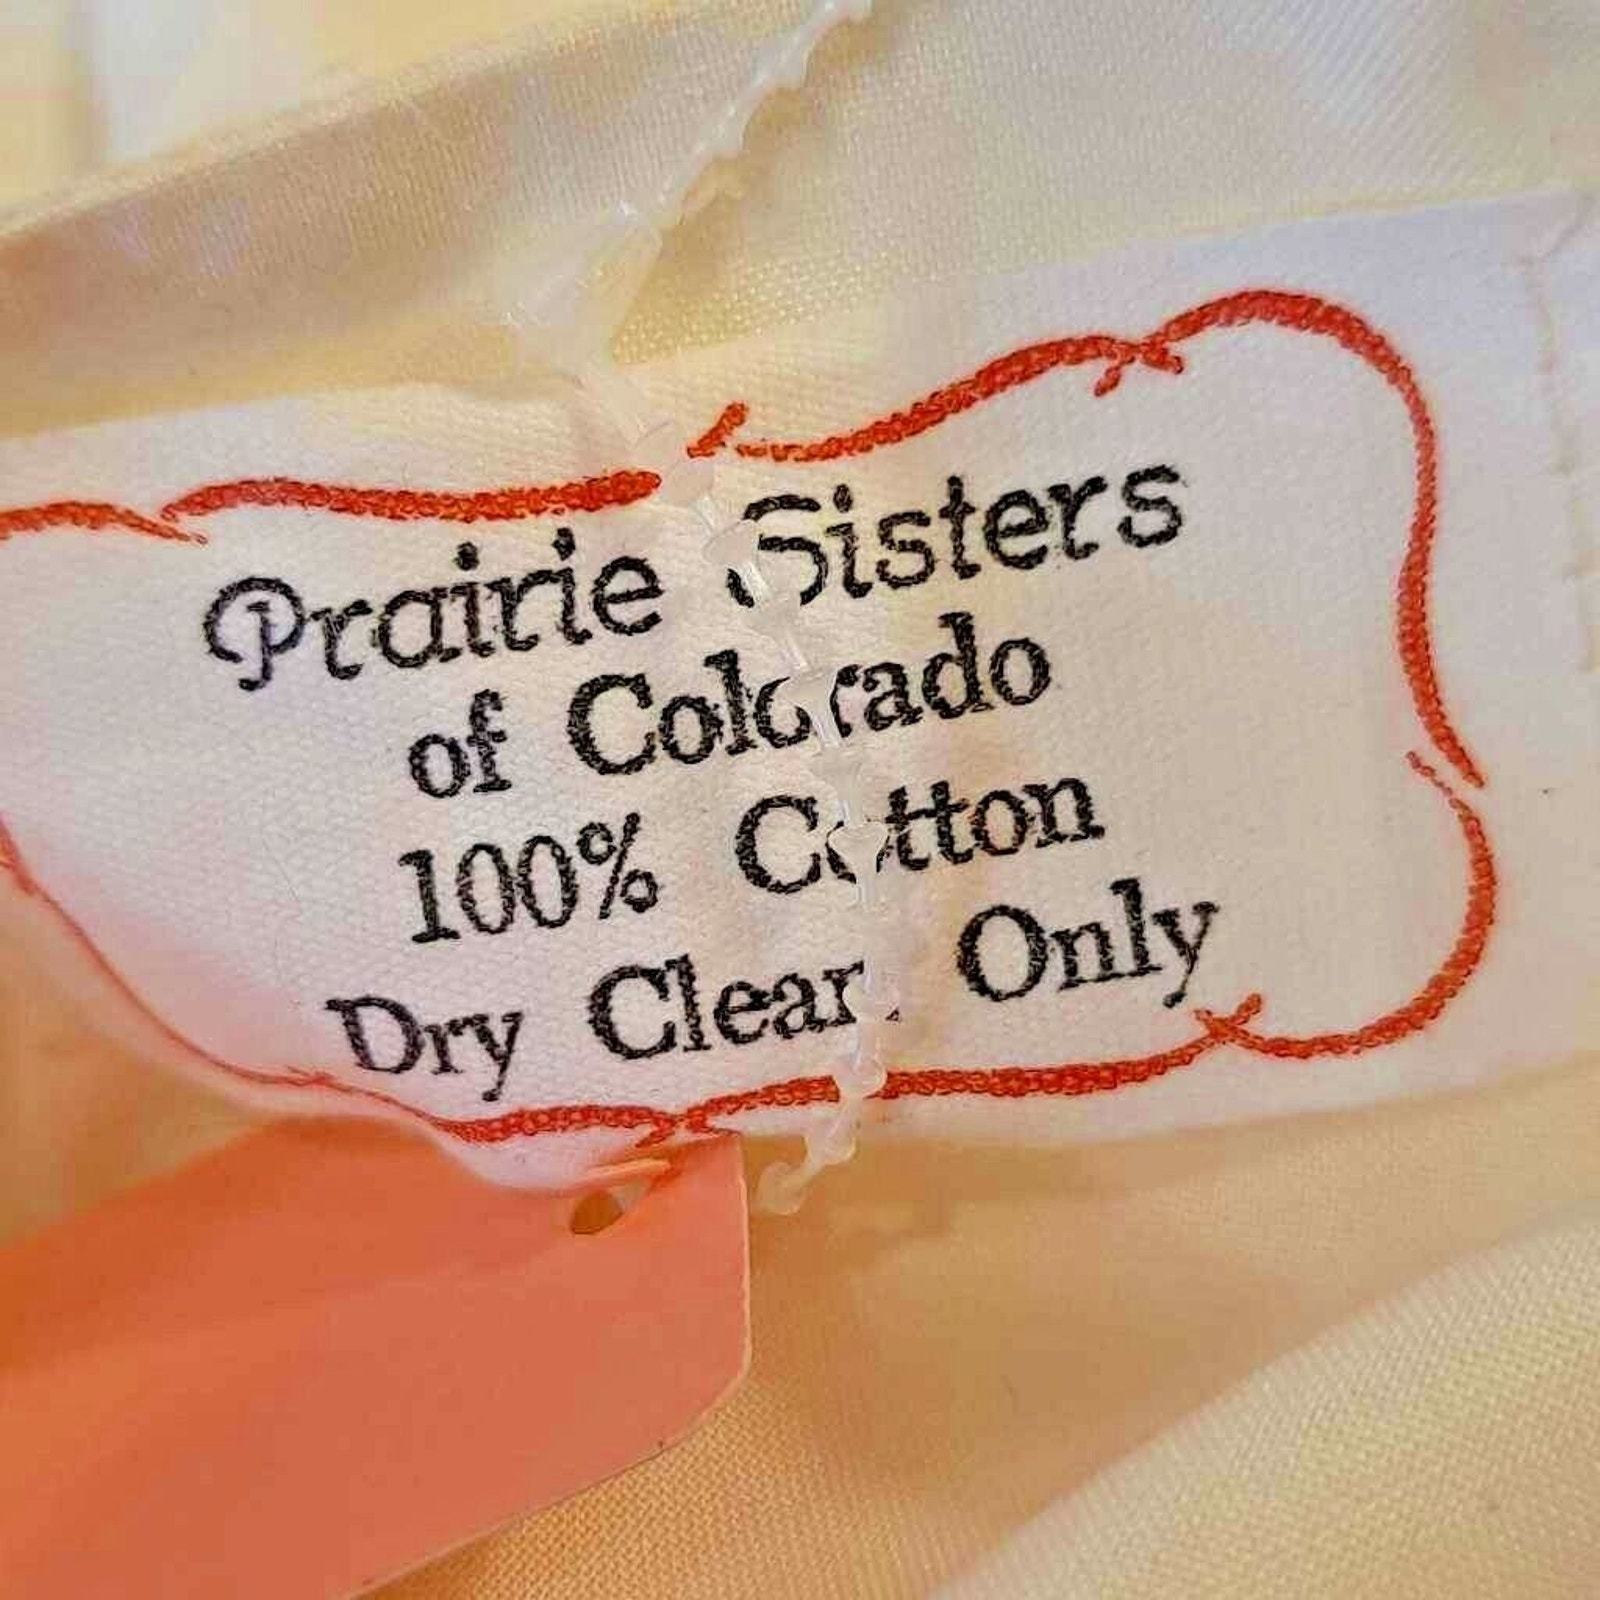 Prairie Sisters
of Colorado
100% Cotton
Dry Clean Only